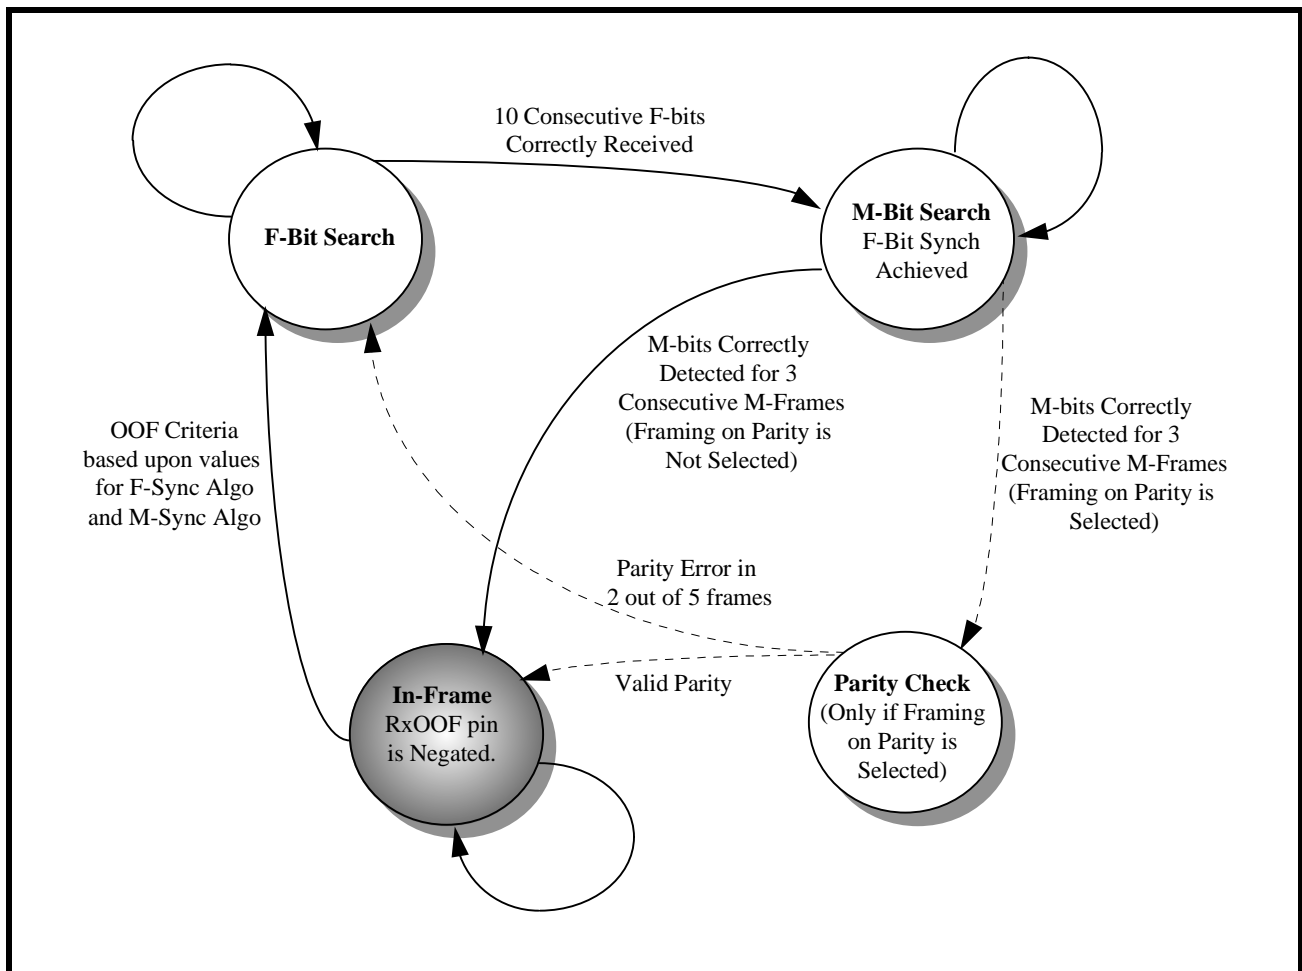 10 Consecutive F-bits
Correctly Received
F-Bit Search
M-Bit Search
F-Bit Synch
Achieved
M-bits Correctly
Detected for 3
Consecutive M-Frames
(Framing on Parity is
Not Selected)
M-bits Correctly
Detected for 3
Consecutive M-Frames
(Framing on Parity is
Selected)
OOF Criteria
based upon values
for F-Sync Algo
and M-Sync Algo
Parity Error in
2 out of 5 frames
Valid Parity
In-Frame
RxOOF pin
is Negated.
Parity Check
(Only if Framing
on Parity is
Selected)